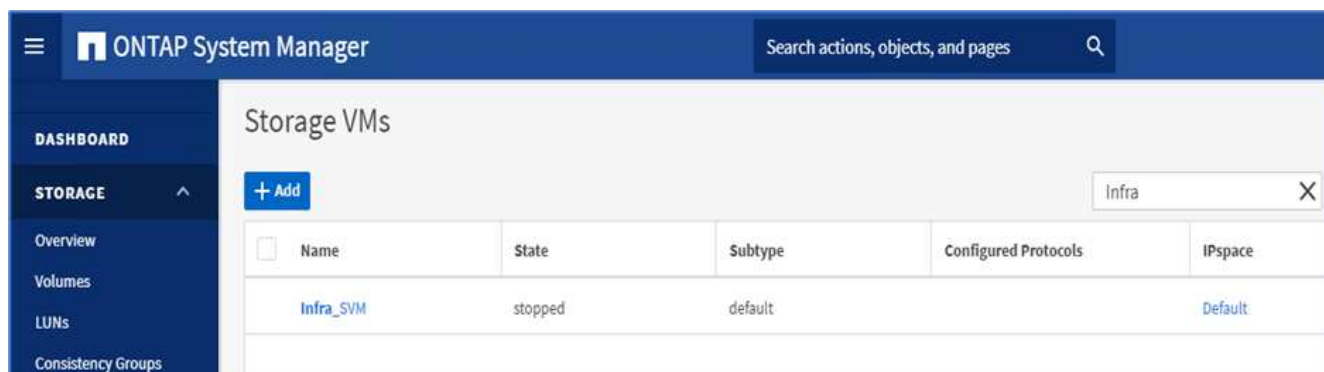 ONTAP System Manager
Search actions, objects, and pages
DASHBOARD
STORAGE
Overview
Volumes
LUNs
Consistency Groups
Storage VMs
+ Add
Infra
Name State Subtype Configured Protocols IPspace
Infra_SVM stopped default Default